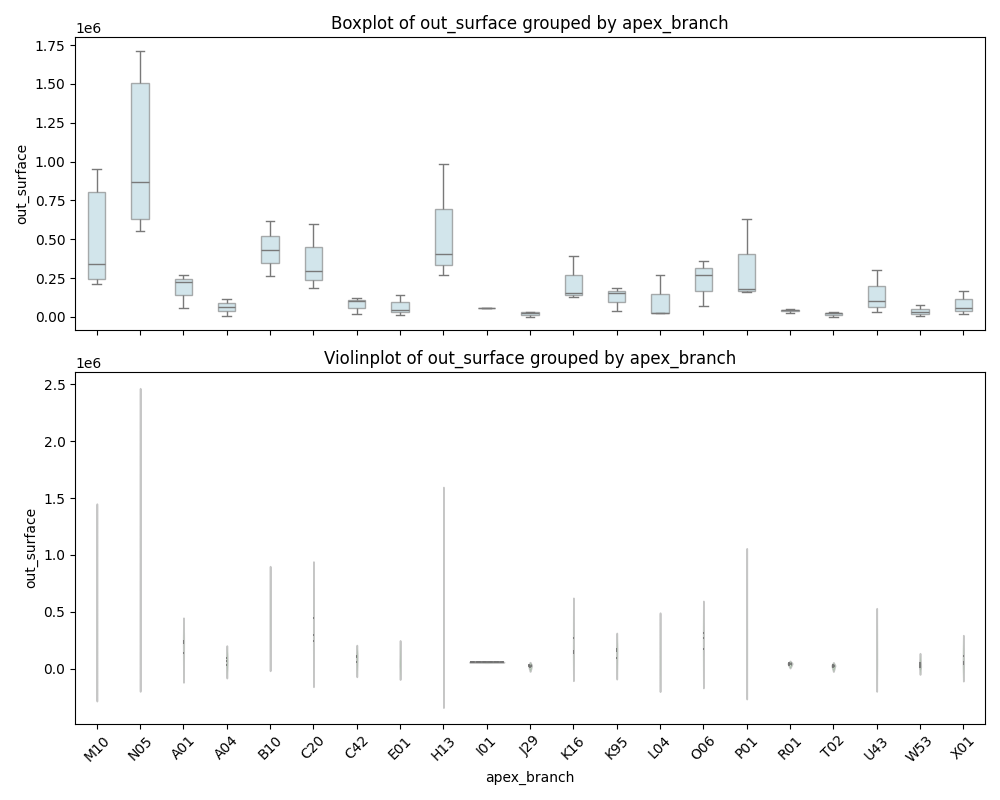 Boxplot of out_surface grouped by apex_branch
1e6
1.75
1.50
1.25
1.00
0.75
0.50
0.25
0.00
out_surface
Violinplot of out_surface grouped by apex_branch
1e6
2.5
2.0
1.5
1.0
0.5
0.0
out_surface
M10 N05 A01 A04 B10 C20 C42 E01 H13 I01 J29 K16 K95 L04 O06 P01 R01 T02 U43 W53 X01
apex_branch